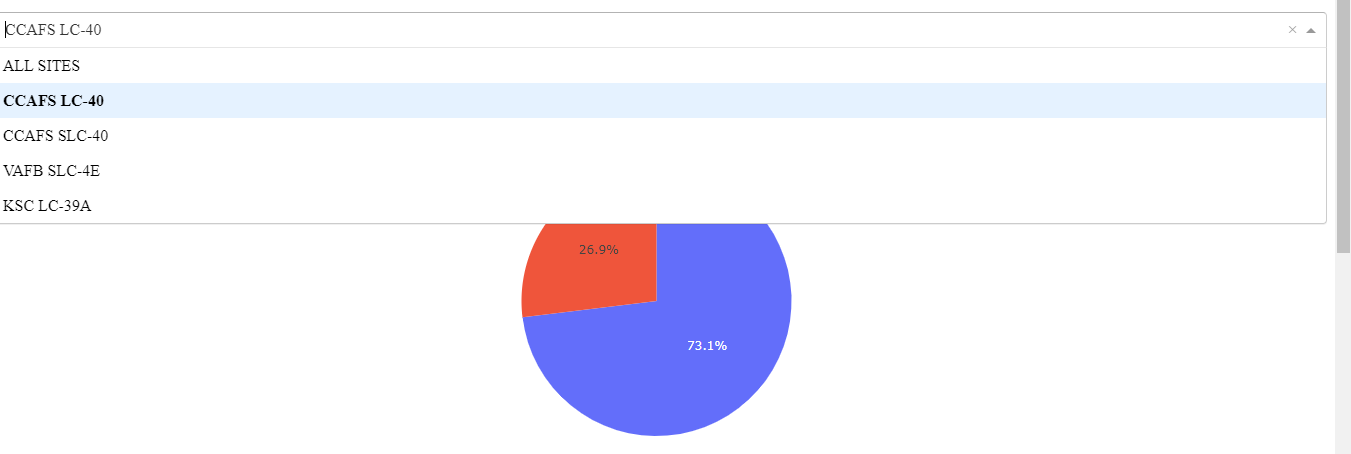 CCAFS LC-40
ALL SITES
CCAFS LC-40
CCAFS SLC-40
VAFB SLC-4E
KSC LC-39A
26.9%
73.1%